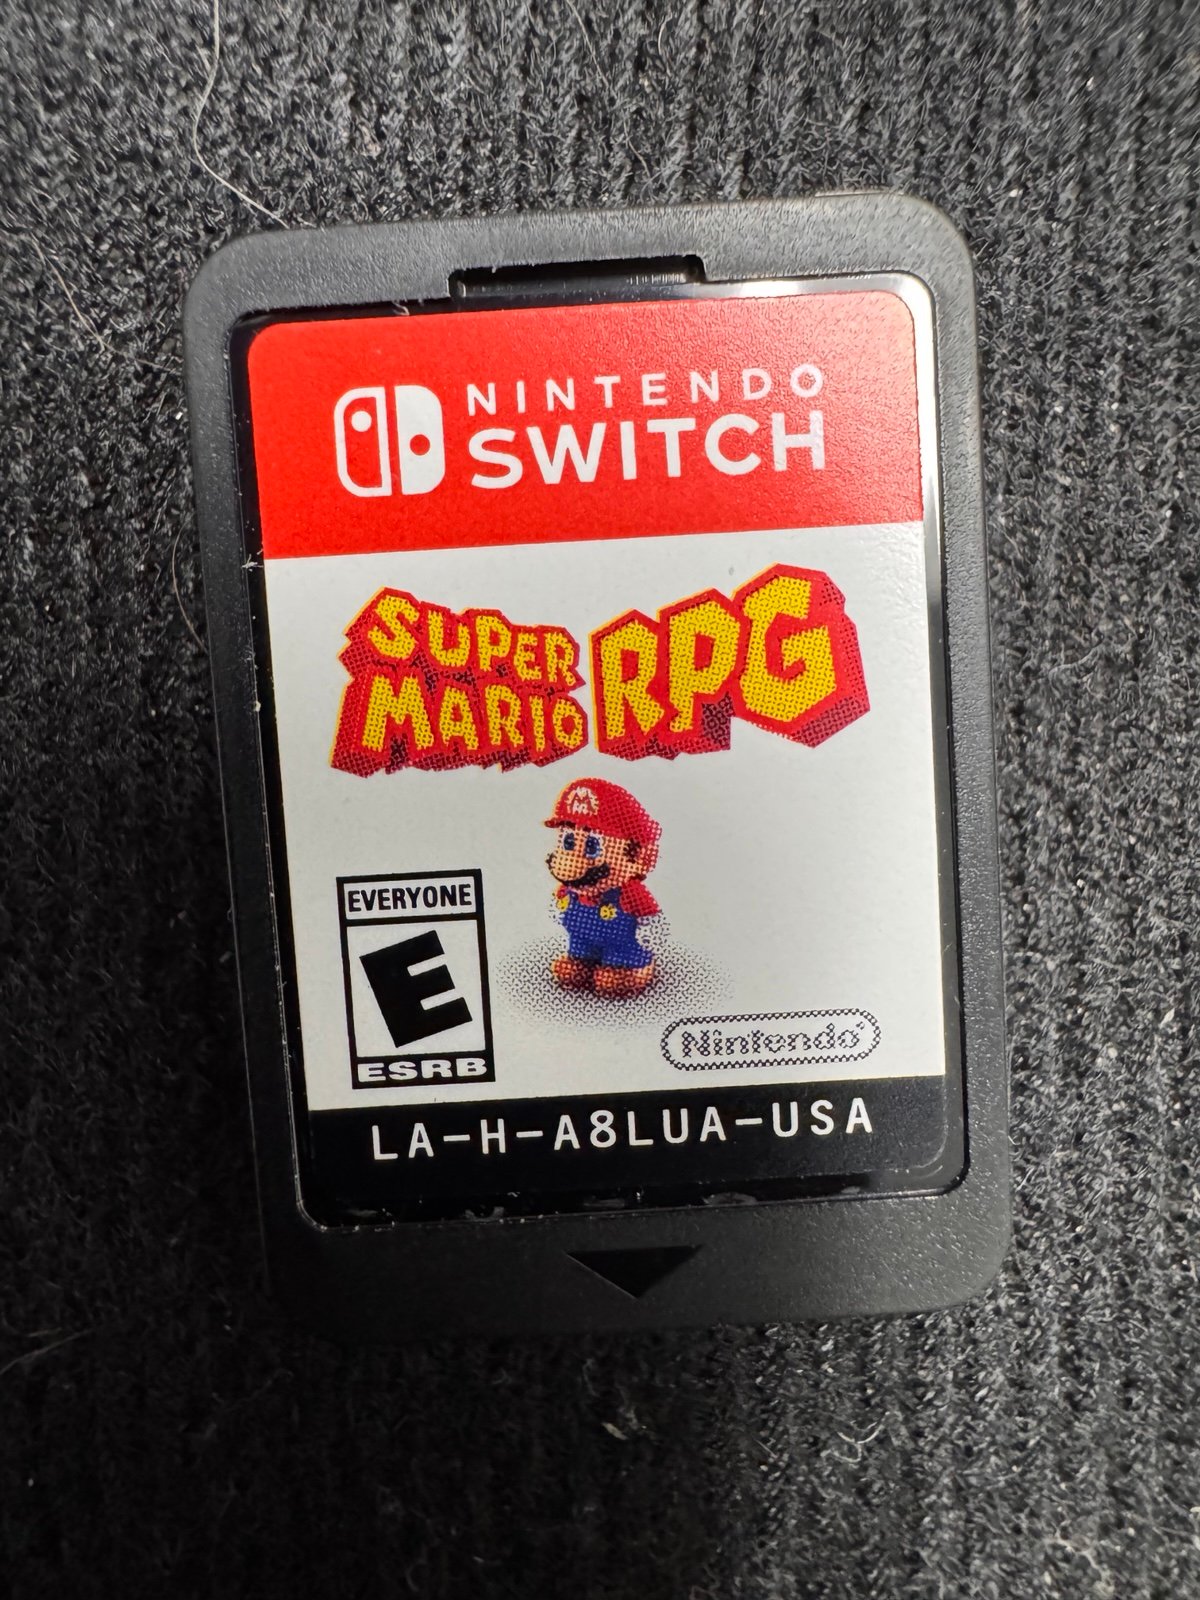 NINTENDO
SWITCH
SUPER
MARIO RPG
M
EVERYONE
E
ESRB
Nintendo
LA-H-A8LUA-USA